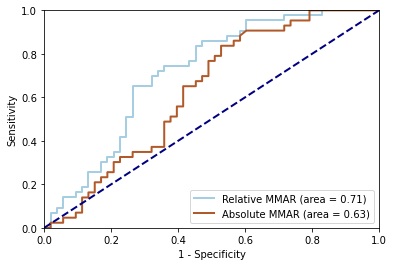 1.0
0.8
0.6
0.4
0.2
0.0
Sensitivity
Relative MMAR (area = 0.71)
Absolute MMAR (area = 0.63)
0.0 0.2 0.4 0.6 0.8 1.0
1 - Specificity